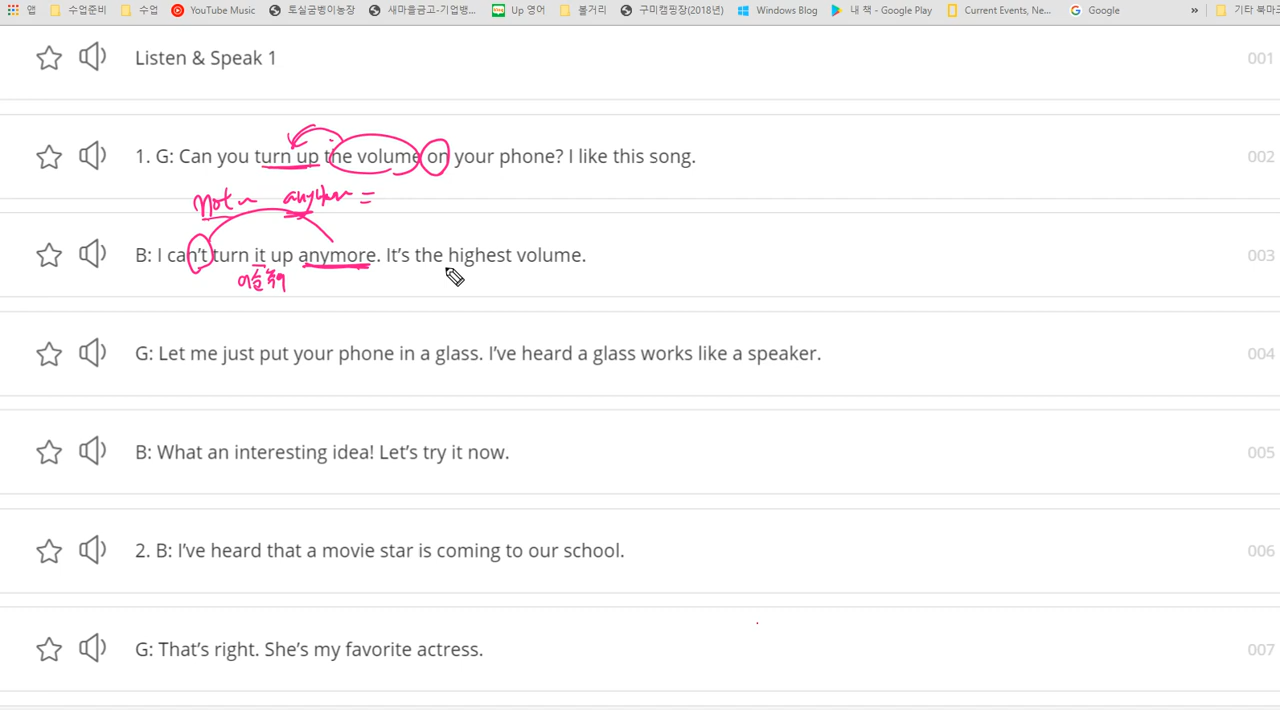 앱 수업준비 수업 YouTube Music 토실굼벵이농장 새마을금고-기업뱅... Up 영어 볼거리 구미캠핑장(2018년) Windows Blog 내 책 - Google Play Current Events, Ne... Google » 기타 북마크
Listen & Speak 1 001
1. G: Can you turn up the volume on your phone? I like this song. 002
not ~ anymore =
B: I can't turn it up anymore. It's the highest volume. 003
이어동사
G: Let me just put your phone in a glass. I've heard a glass works like a speaker. 004
B: What an interesting idea! Let's try it now. 005
2. B: I've heard that a movie star is coming to our school. 006
G: That's right. She's my favorite actress. 007